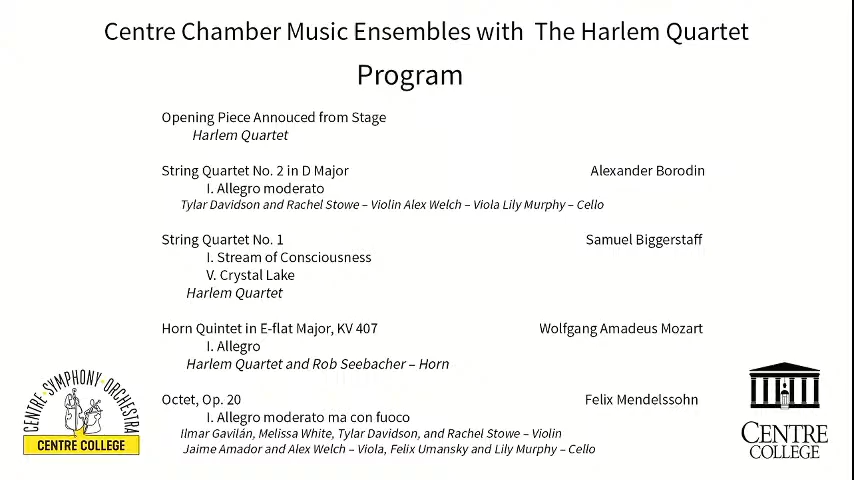 Centre Chamber Music Ensembles with The Harlem Quartet
Program
Opening Piece Annouced from Stage
Harlem Quartet
String Quartet No. 2 in D Major Alexander Borodin
I. Allegro moderato
Tylar Davidson and Rachel Stowe – Violin Alex Welch – Viola Lily Murphy – Cello
String Quartet No. 1 Samuel Biggerstaff
I. Stream of Consciousness
V. Crystal Lake
Harlem Quartet
Horn Quintet in E-flat Major, KV 407 Wolfgang Amadeus Mozart
I. Allegro
Harlem Quartet and Rob Seebacher – Horn
Octet, Op. 20 Felix Mendelssohn
I. Allegro moderato ma con fuoco
Ilmar Gavilán, Melissa White, Tylar Davidson, and Rachel Stowe – Violin
Jaime Amador and Alex Welch – Viola, Felix Umansky and Lily Murphy – Cello
CENTRE·SYMPHONY·ORCHESTRA
CENTRE COLLEGE
CENTRE
COLLEGE